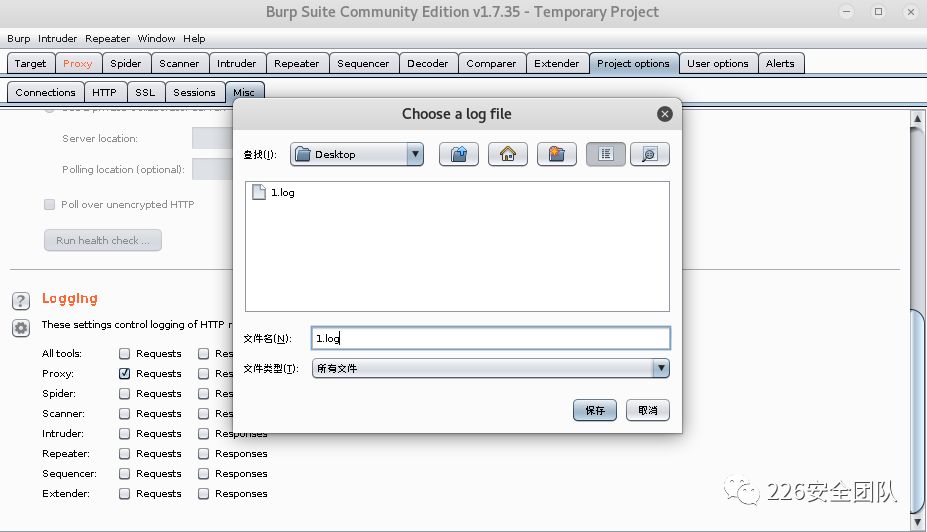 Burp Suite Community Edition v1.7.35 - Temporary Project
Burp Intruder Repeater Window Help
Target Proxy Spider Scanner Intruder Repeater Sequencer Decoder Comparer Extender Project options User options Alerts
Connections HTTP SSL Sessions Misc
Choose a log file
Server location:
查找(I): Desktop
Polling location (optional):
1.log
Poll over unencrypted HTTP
Run health check ...
Logging
These settings control logging of HTTP r
文件名(N): 1.log
All tools: Requests Res
文件类型(T): 所有文件
Proxy: Requests Res
Spider: Requests Res
Scanner: Requests Res
保存 取消
Intruder: Requests Responses
Repeater: Requests Responses
Sequencer: Requests Responses
Extender: Requests Responses
226安全团队